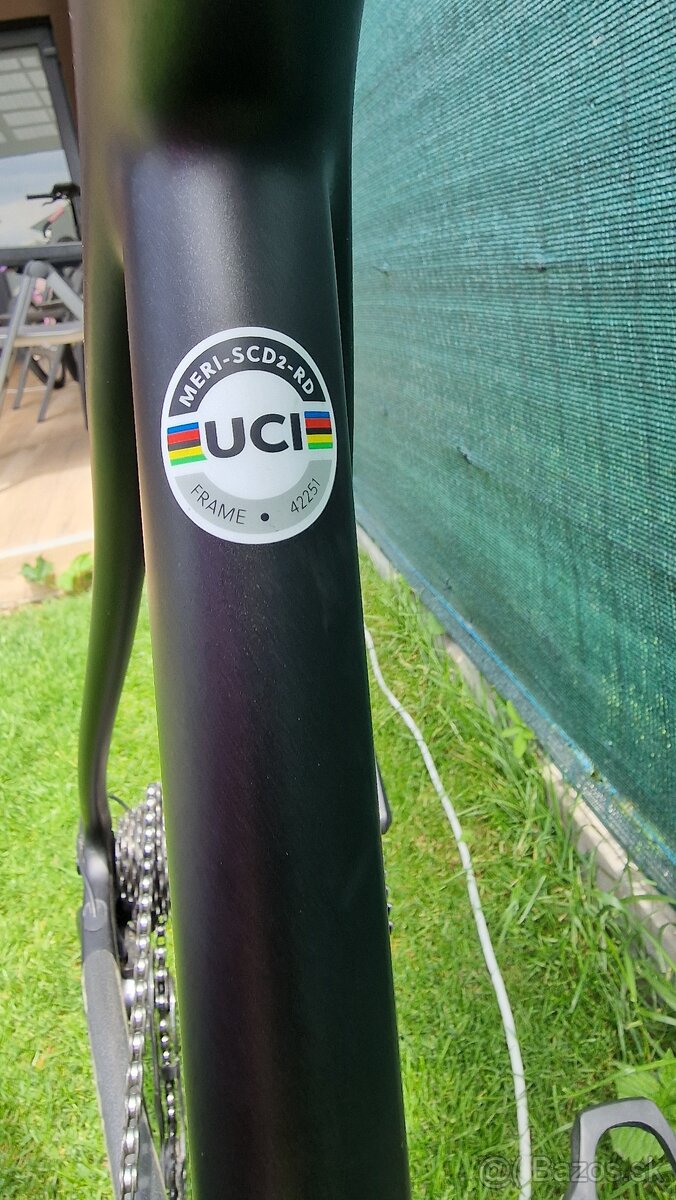 MERI-SCD2-RD
UCI
FRAME • 42251
@(Bazos.sk